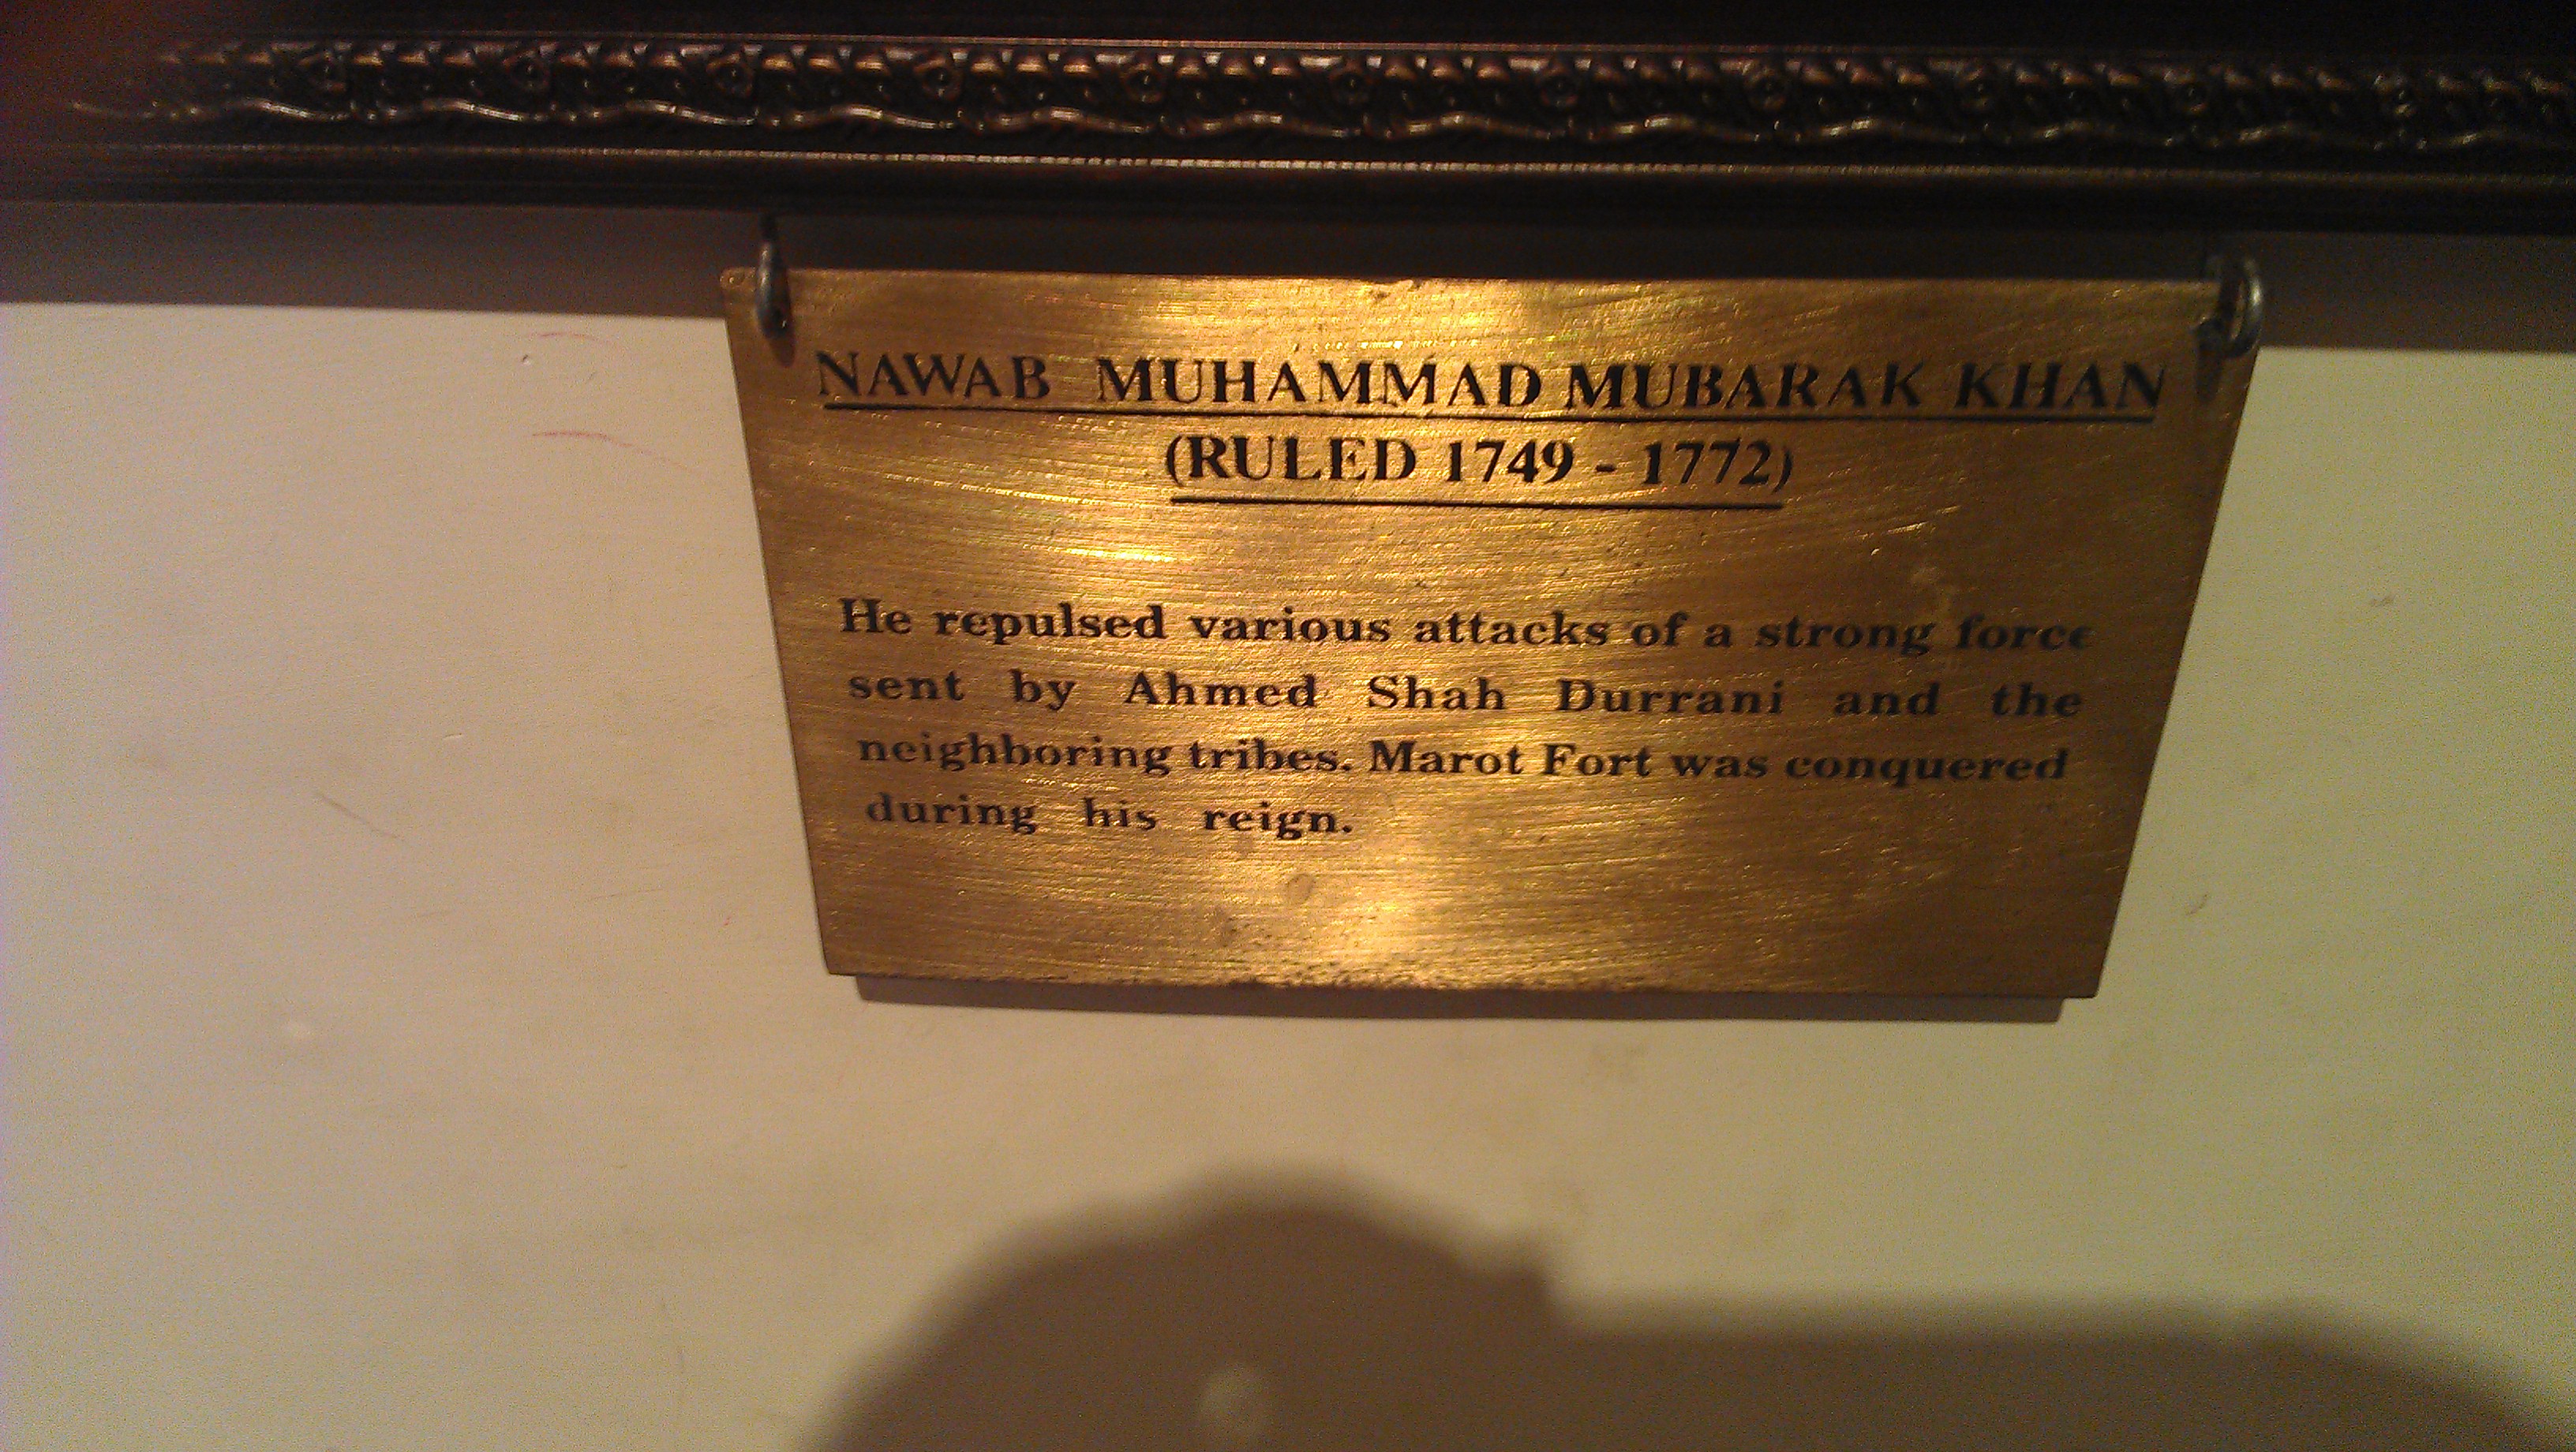 NAWAB MUHAMMAD MUBARAK KHAN
(RULED 1749 - 1772)
He repulsed various attacks of a strong force
sent by Ahmed Shah Durrani and the
neighboring tribes. Marot Fort was conquered
during his reign.